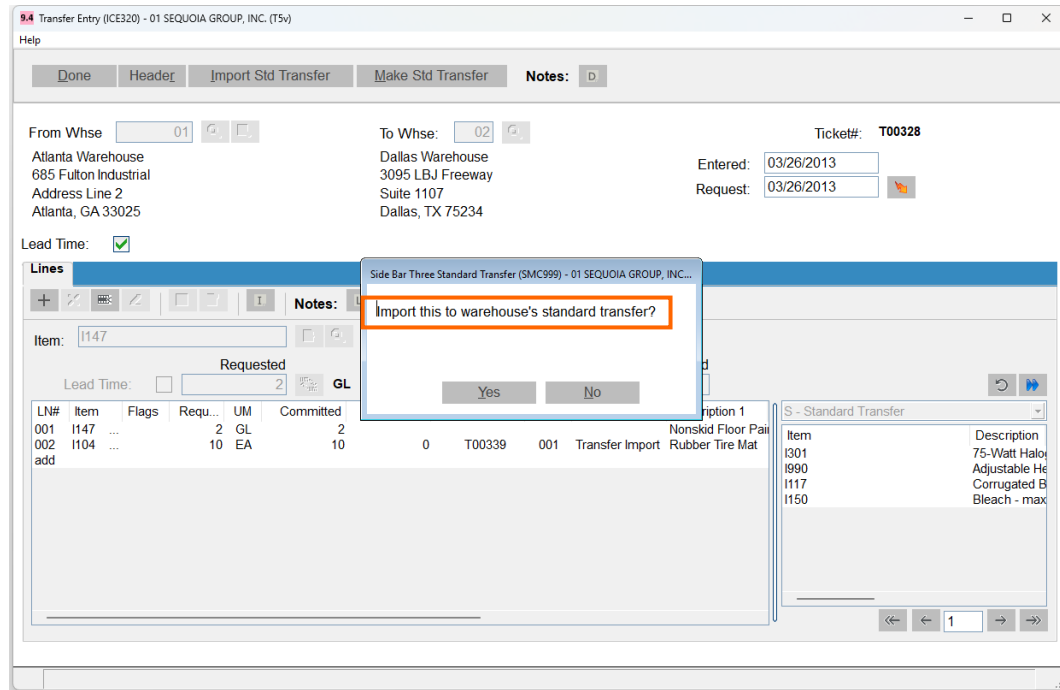 9.4 Transfer Entry (ICE320) - 01 SEQUOIA GROUP, INC. (T5v)
Help
Done Header Import Std Transfer Make Std Transfer Notes: D
From Whse 01 To Whse: 02 Ticket#: T00328
Atlanta Warehouse Dallas Warehouse Entered: 03/26/2013
685 Fulton Industrial 3095 LBJ Freeway
Address Line 2 Suite 1107 Request: 03/26/2013
Atlanta, GA 33025 Dallas, TX 75234
Lead Time:
Lines
Side Bar Three Standard Transfer (SMC999) - 01 SEQUOIA GROUP, INC...
I Notes:
Import this to warehouse's standard transfer?
Item: I147
Requested
Lead Time: 2 GL
Yes No
LN# Item Flags Requ... UM Committed ription 1 S - Standard Transfer
001 I147 ... 2 GL 2 Nonskid Floor Pai
002 I104 ... 10 EA 10 0 T00339 001 Transfer Import Rubber Tire Mat
add
Item Description
I301 75-Watt Halo
I990 Adjustable He
I117 Corrugated B
I150 Bleach - max
1